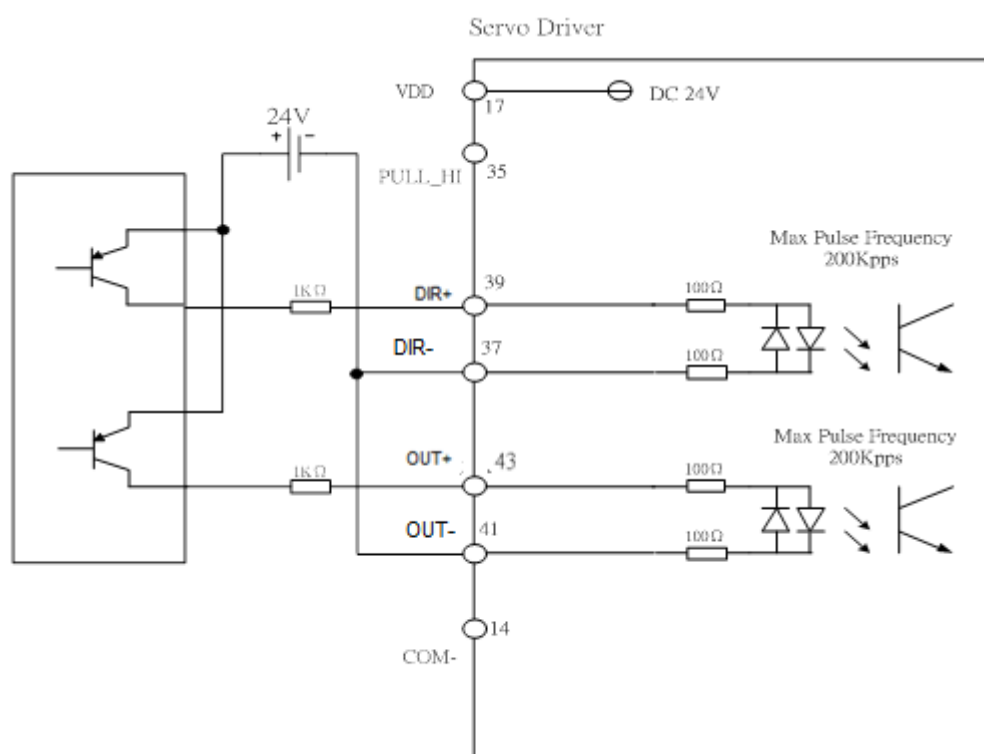 Servo Driver
VDD
17
DC 24V
24V
+ −
PULL_HI
35
Max Pulse Frequency
200Kpps
1KΩ
DIR+
39
100Ω
DIR-
37
100Ω
Max Pulse Frequency
200Kpps
1KΩ
OUT+
43
100Ω
OUT-
41
100Ω
14
COM-